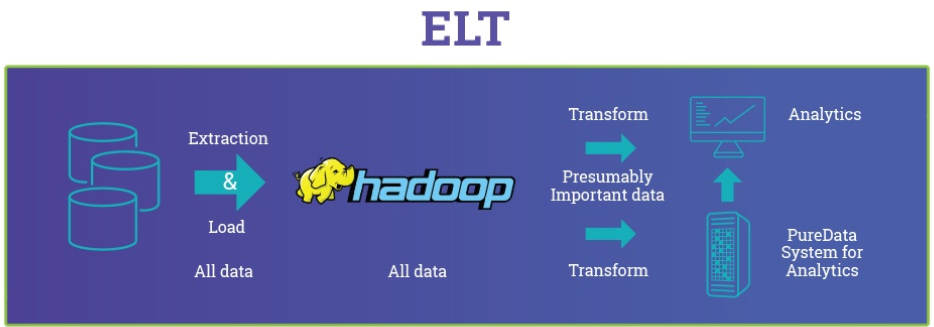 ELT
Extraction
&
Load
All data
hadoop
All data
Transform
Presumably
Important data
Transform
Analytics
PureData
System for
Analytics